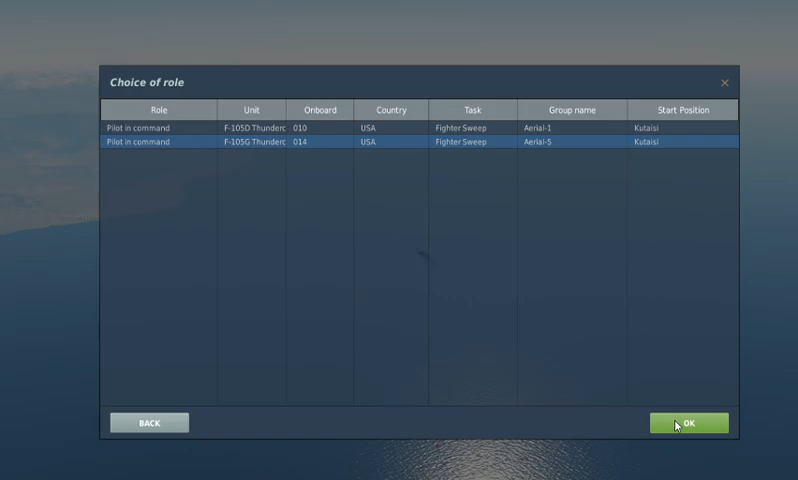 Choice of role
Role Unit Onboard Country Task Group name Start Position
Pilot in command F-105D Thunderc 010 USA Fighter Sweep Aerial-1 Kutaisi
Pilot in command F-105G Thunderc 014 USA Fighter Sweep Aerial-5 Kutaisi
BACK OK